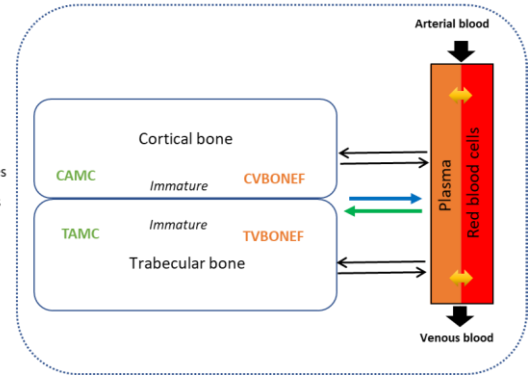 Arterial blood
Cortical bone
CAMC
Immature
CVBONEF
Immature
TAMC
TVBONEF
Trabecular bone
Plasma
Red blood cells
Venous blood